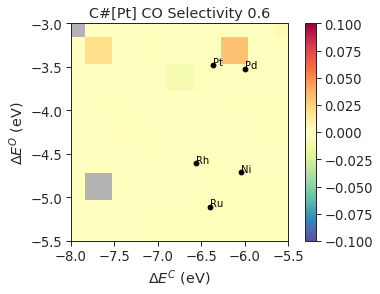 C#[Pt] CO Selectivity 0.6
−3.0
−3.5
−4.0
−4.5
−5.0
−5.5
ΔE^O (eV)
Pt
Pd
Rh
Ni
Ru
−8.0 −7.5 −7.0 −6.5 −6.0 −5.5
ΔE^C (eV)
0.100
0.075
0.050
0.025
0.000
−0.025
−0.050
−0.075
−0.100